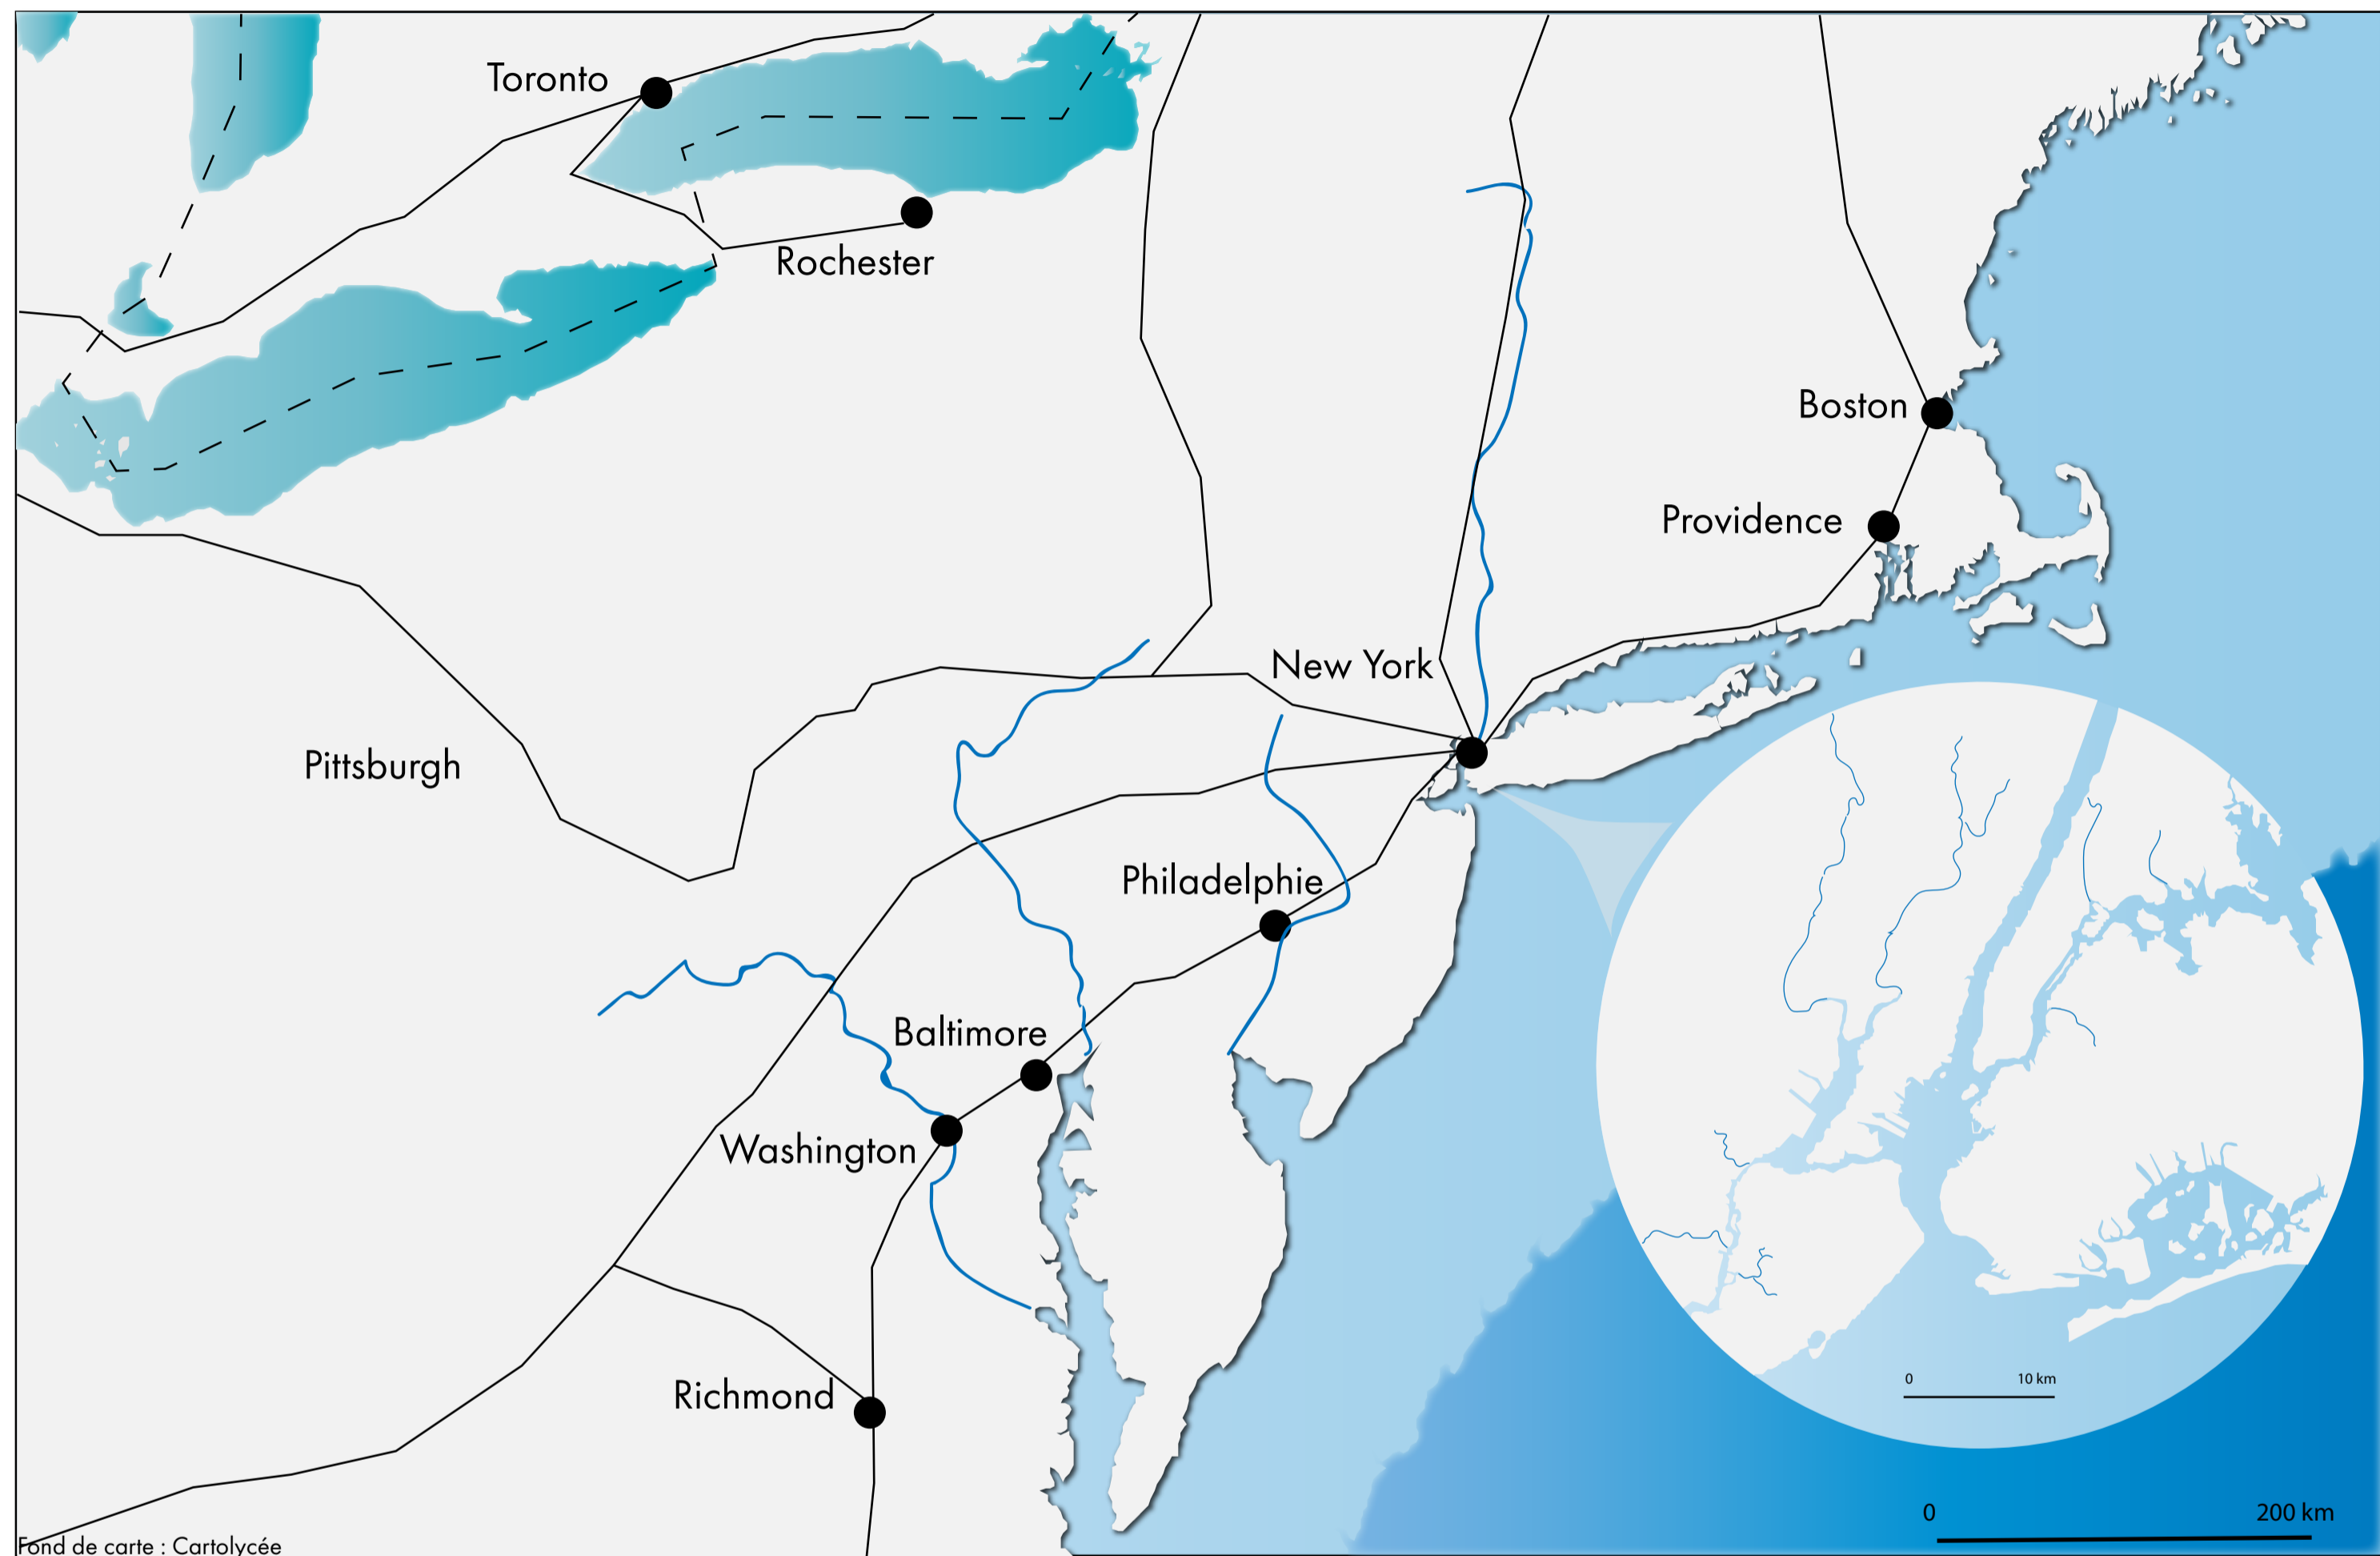 Toronto
Rochester
Boston
Providence
New York
Pittsburgh
Philadelphie
Baltimore
Washington
Richmond
0 10 km
0 200 km
Fond de carte : Cartolycée